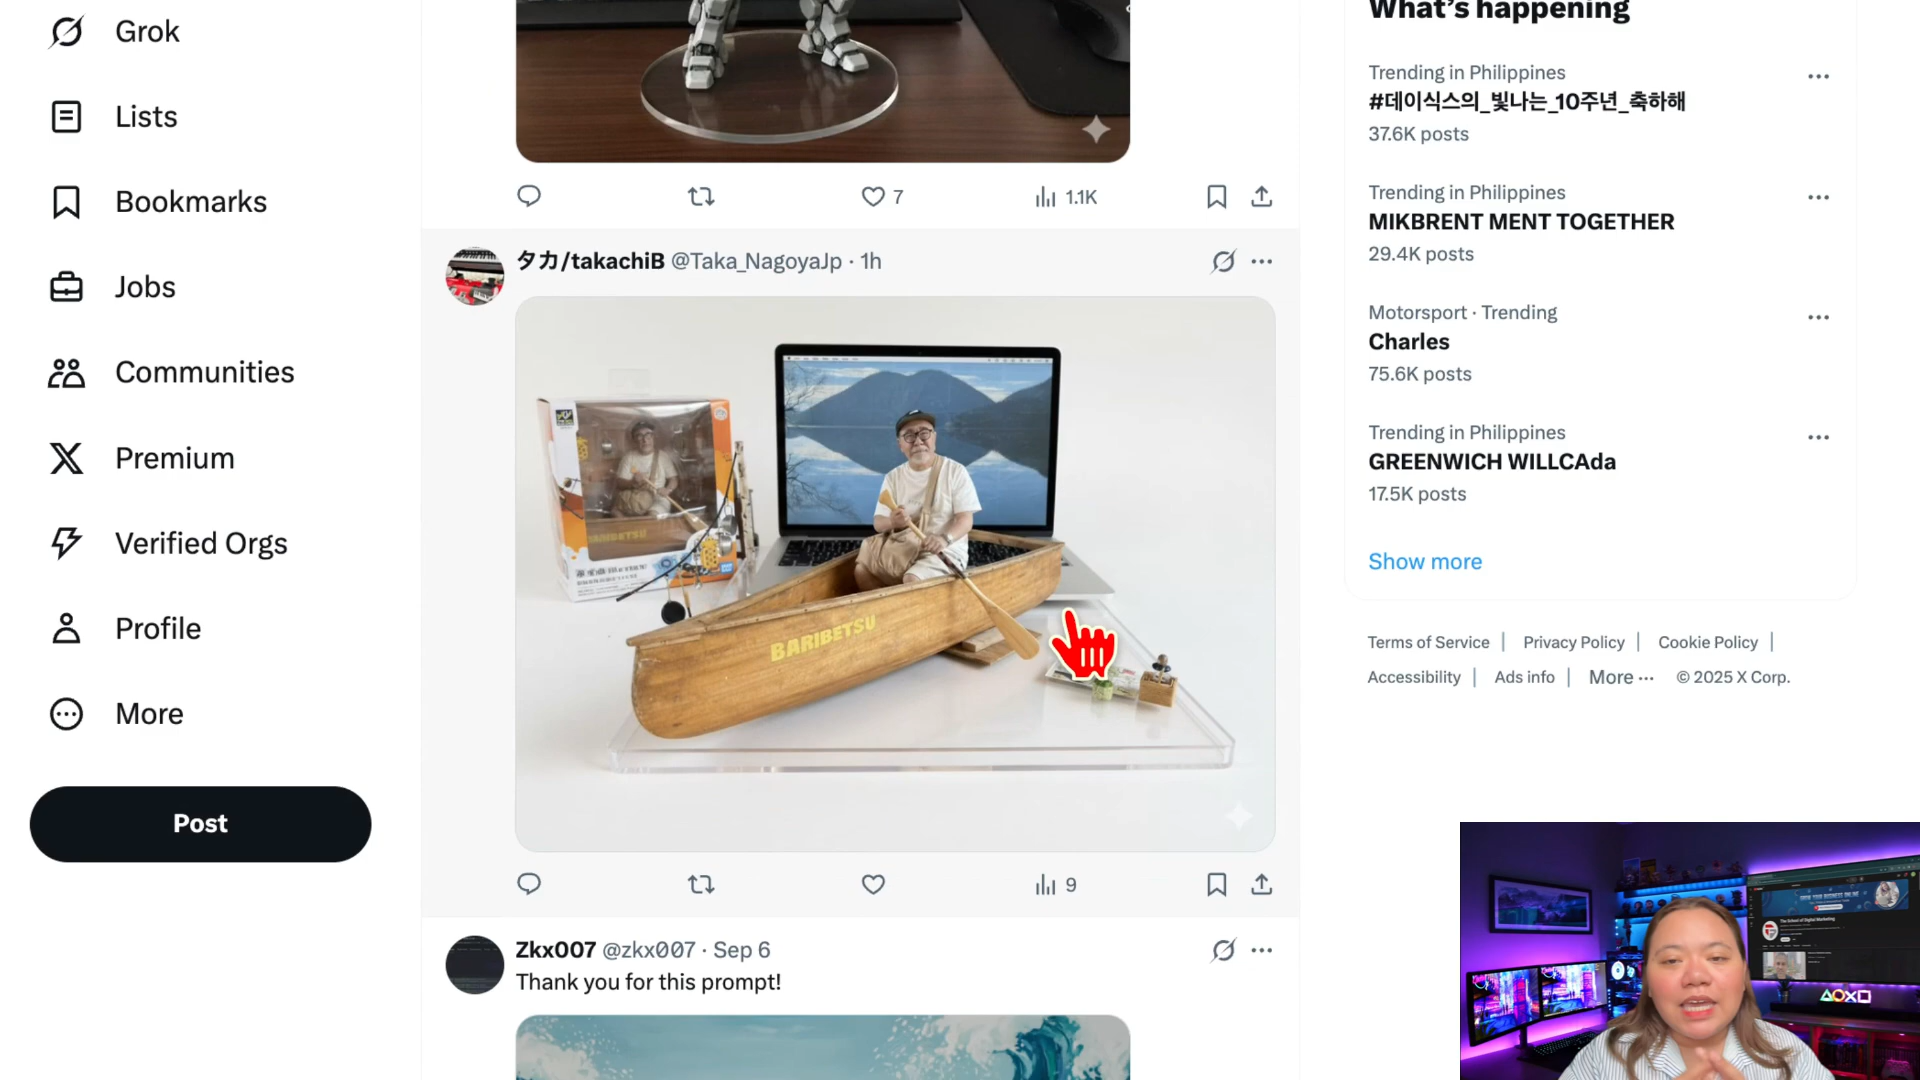 Grok
Lists
Bookmarks
Jobs
Communities
Premium
Verified Orgs
Profile
More
Post
7
1.1K
タカ/takachiB @Taka_NagoyaJp · 1h
BARIBETSU
BARIBETSU
9
Zkx007 @zkx007 · Sep 6
Thank you for this prompt!
What's happening
Trending in Philippines
#데이식스의_빛나는_10주년_축하해
37.6K posts
Trending in Philippines
MIKBRENT MENT TOGETHER
29.4K posts
Motorsport · Trending
Charles
75.6K posts
Trending in Philippines
GREENWICH WILLCAda
17.5K posts
Show more
Terms of Service
Privacy Policy
Cookie Policy
Accessibility
Ads info
More ···
© 2025 X Corp.